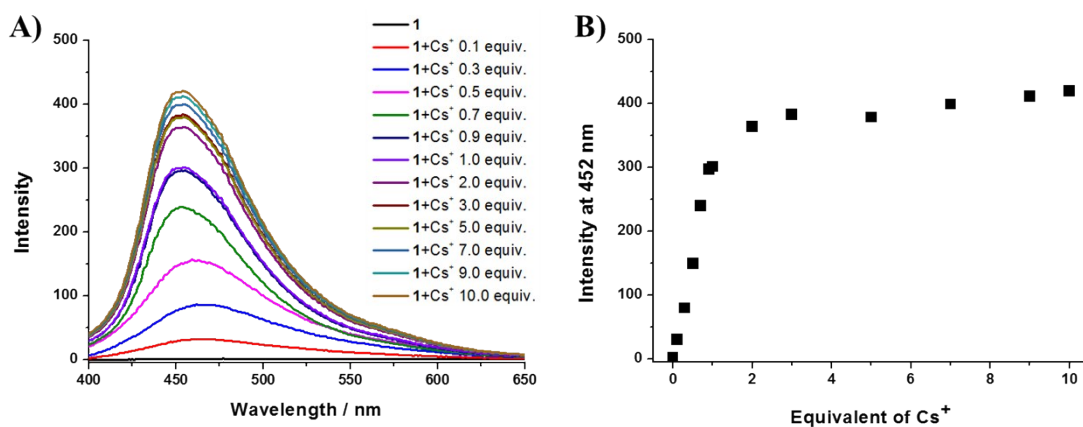 A)
500
400
300
200
100
0
Intensity
400
450
500
550
600
650
Wavelength / nm
1
1+Cs⁺ 0.1 equiv.
1+Cs⁺ 0.3 equiv.
1+Cs⁺ 0.5 equiv.
1+Cs⁺ 0.7 equiv.
1+Cs⁺ 0.9 equiv.
1+Cs⁺ 1.0 equiv.
1+Cs⁺ 2.0 equiv.
1+Cs⁺ 3.0 equiv.
1+Cs⁺ 5.0 equiv.
1+Cs⁺ 7.0 equiv.
1+Cs⁺ 9.0 equiv.
1+Cs⁺ 10.0 equiv.
B)
500
400
300
200
100
0
Intensity at 452 nm
0
2
4
6
8
10
Equivalent of Cs⁺